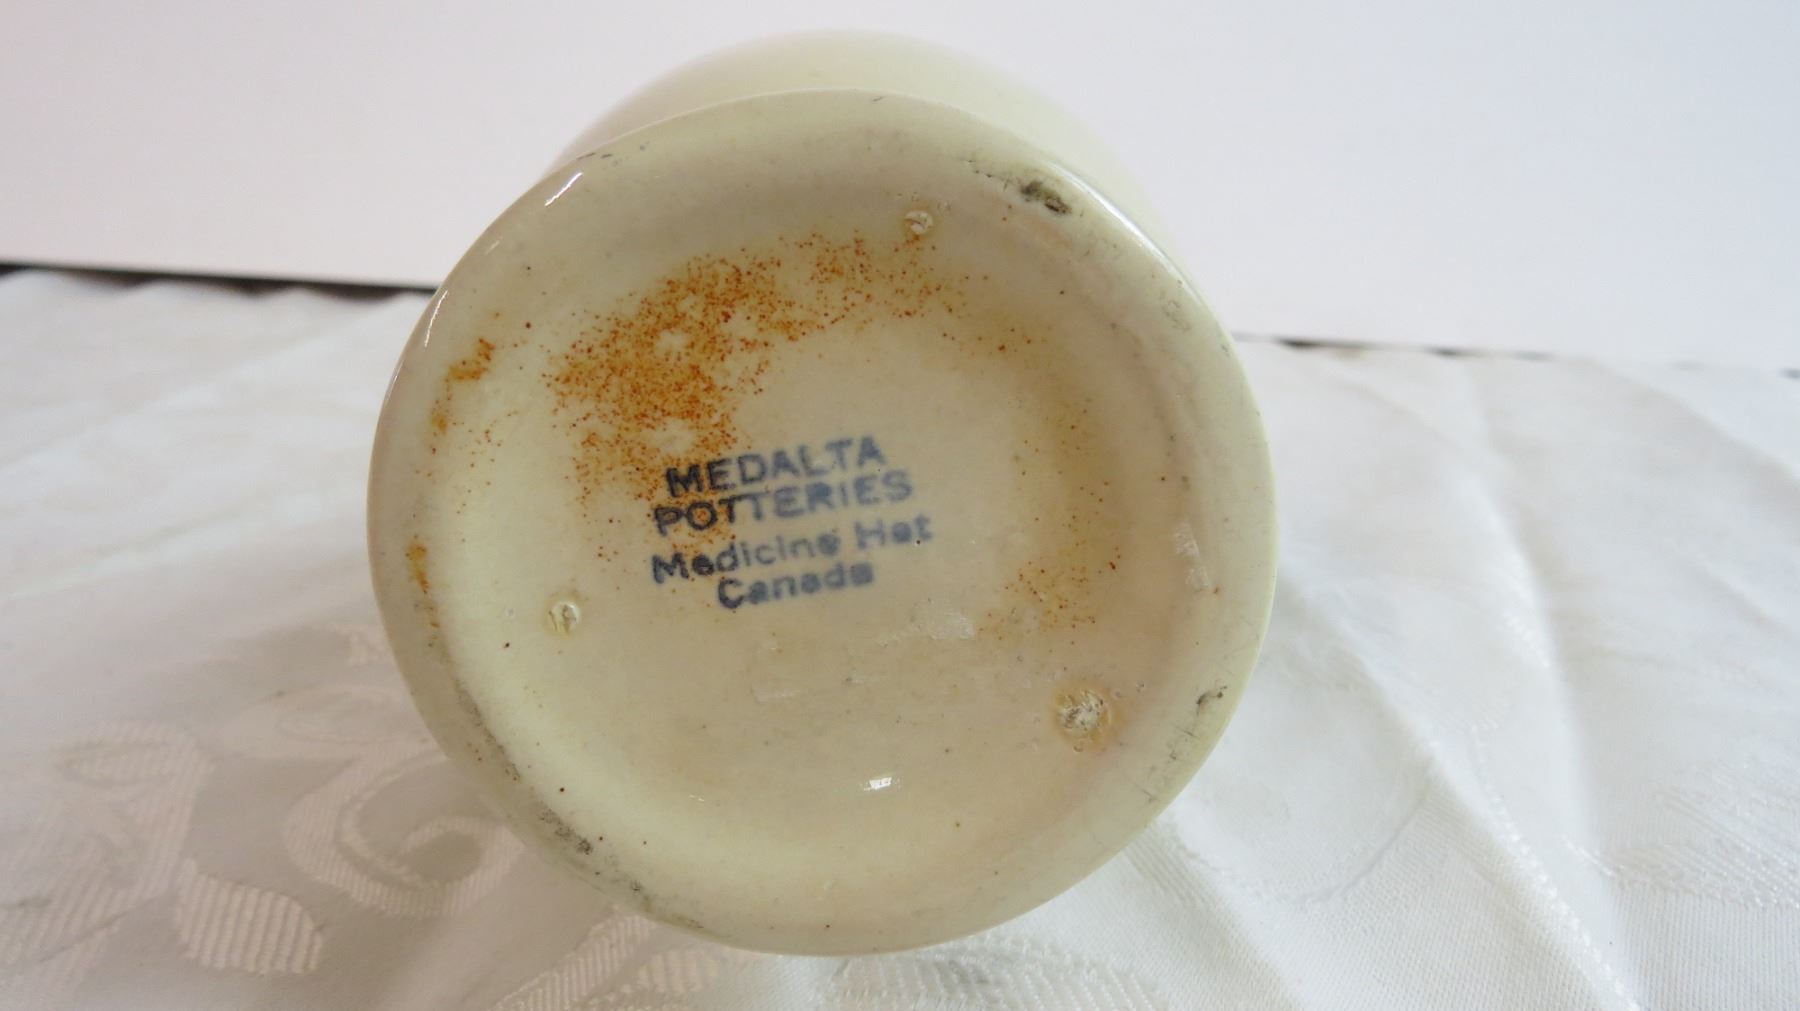 MEDALTA
POTTERIES
Medicine Hat
Canada